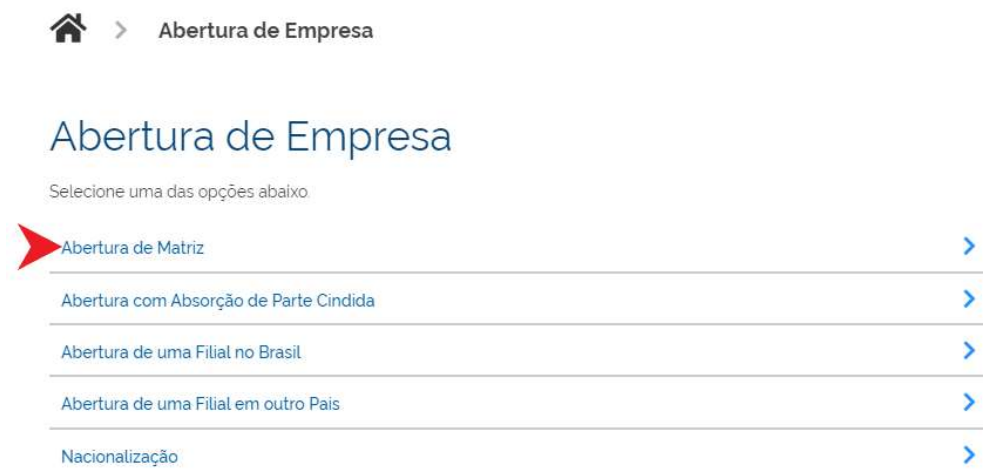 Abertura de Empresa
Abertura de Empresa
Selecione uma das opções abaixo.
Abertura de Matriz
Abertura com Absorção de Parte Cindida
Abertura de uma Filial no Brasil
Abertura de uma Filial em outro Pais
Nacionalização